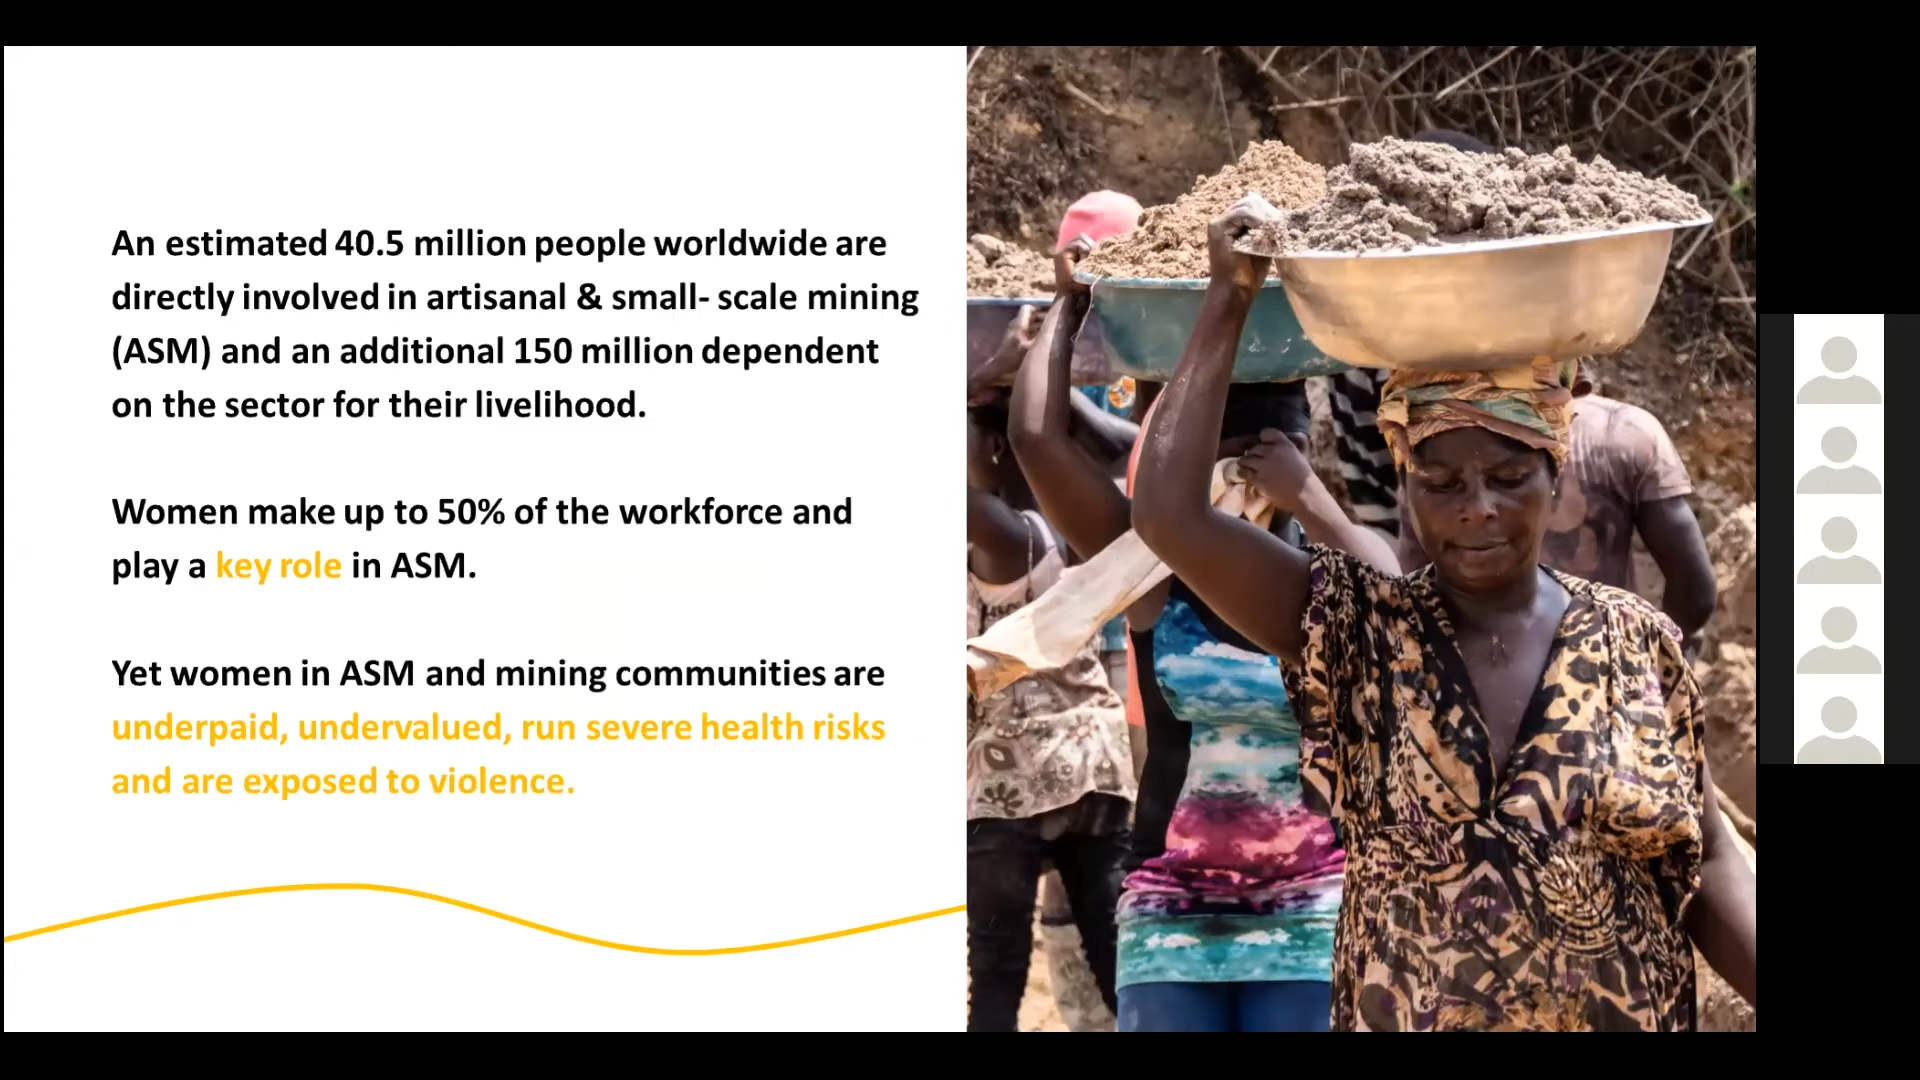 An estimated 40.5 million people worldwide are
directly involved in artisanal & small- scale mining
(ASM) and an additional 150 million dependent
on the sector for their livelihood.
Women make up to 50% of the workforce and
play a key role in ASM.
Yet women in ASM and mining communities are
underpaid, undervalued, run severe health risks
and are exposed to violence.